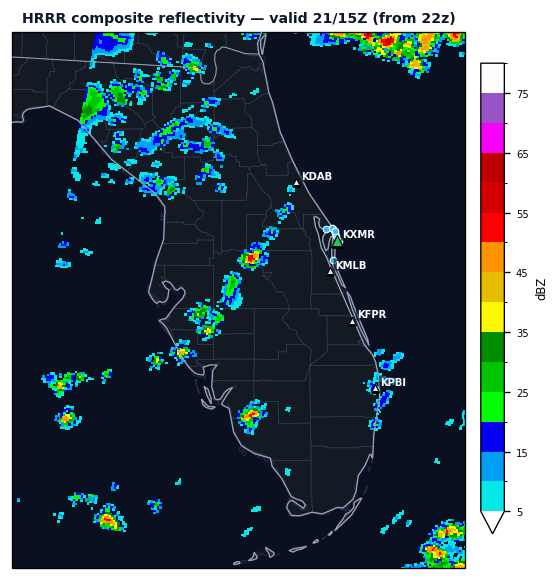 HRRR composite reflectivity — valid 21/15Z (from 22z)
KDAB
KXMR
KMLB
KFPR
KPBI
75
65
55
45
35
25
15
5
dBZ